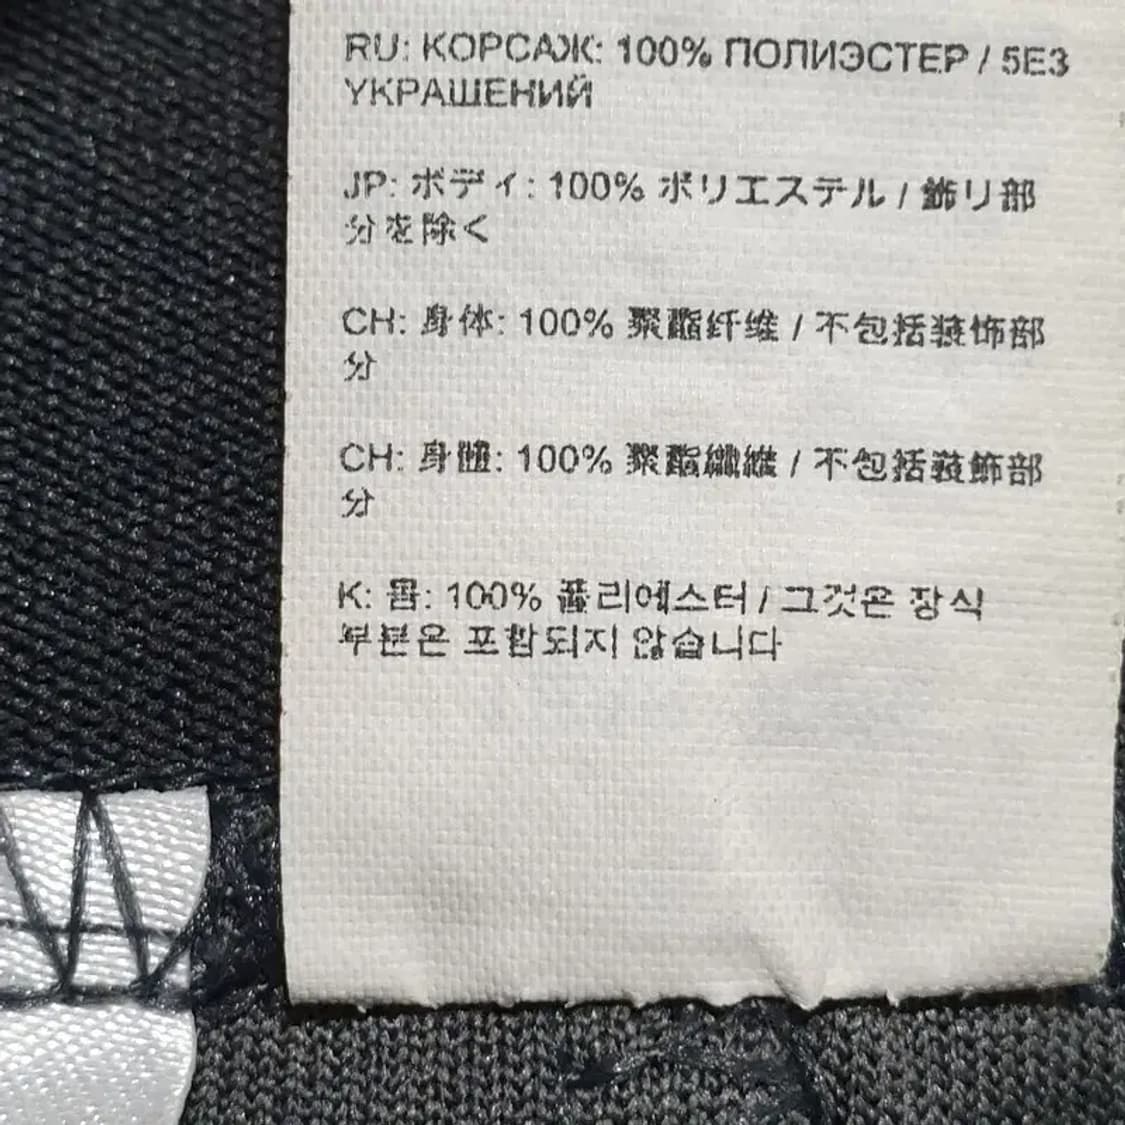 RU: КОРСАЖ: 100% ПОЛИЭСТЕР / 5ЕЗ
УКРАШЕНИЙ
JP: ボディ: 100% ポリエステル / 飾り部
分を除く
CH: 身体: 100% 聚酯纤维 / 不包括装饰部
分
CH: 身體: 100% 聚酯纖維 / 不包括裝飾部
分
K: 몸: 100% 폴리에스터 / 그것은 장식
부분은 포함되지 않습니다